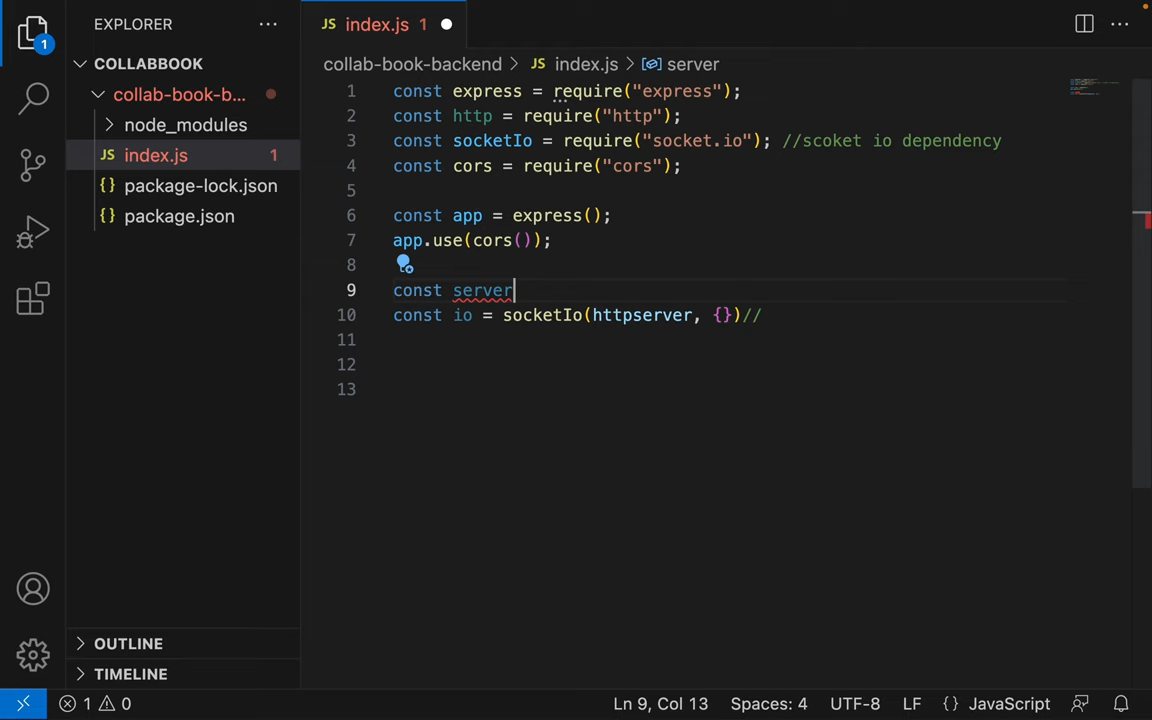 EXPLORER
JS index.js 1
1
COLLABBOOK
collab-book-b...
node_modules
JS index.js 1
{} package-lock.json
{} package.json
collab-book-backend > JS index.js > server
1 const express = require("express");
2 const http = require("http");
3 const socketIo = require("socket.io"); //scoket io dependency
4 const cors = require("cors");
5
6 const app = express();
7 app.use(cors());
8
9 const server
10 const io = socketIo(httpserver, {})//
11
12
13
OUTLINE
TIMELINE
1 0 Ln 9, Col 13 Spaces: 4 UTF-8 LF {} JavaScript